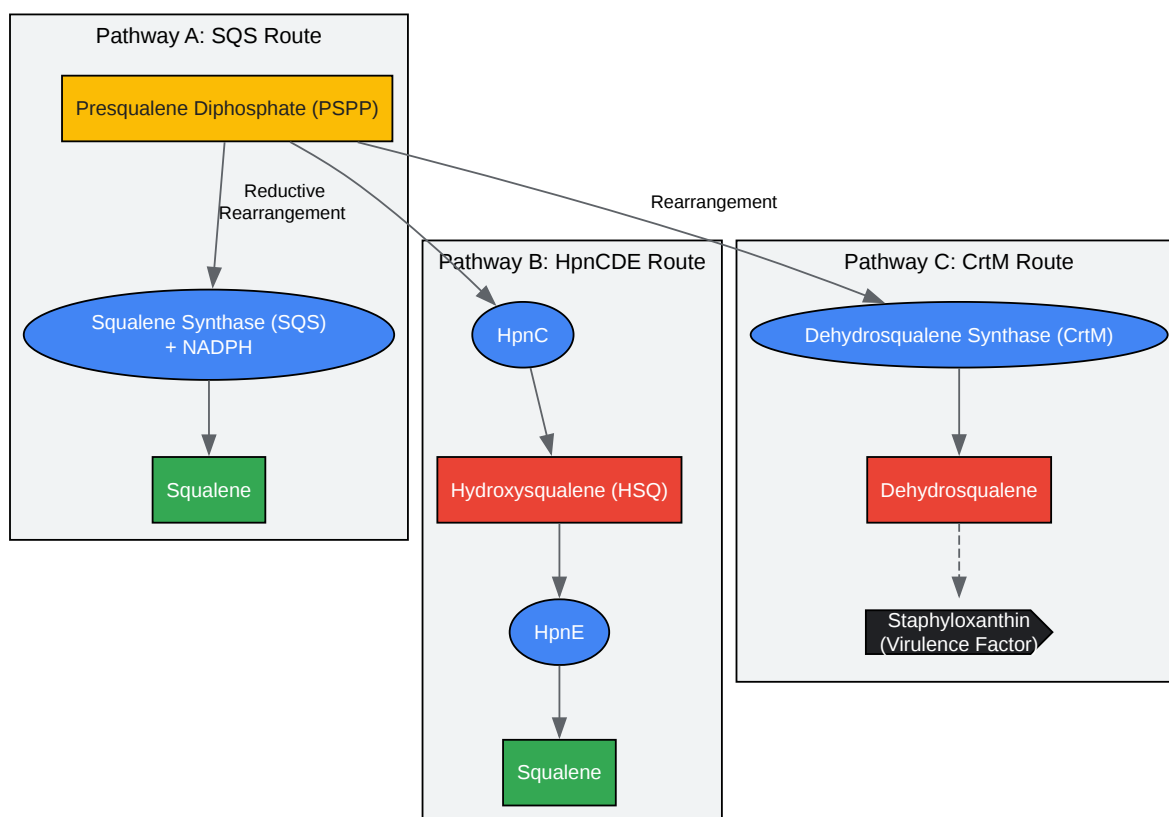 Pathway A: SQS Route
Presqualene Diphosphate (PSPP)
Reductive
Rearrangement
Rearrangement
Pathway B: HpnCDE Route
Pathway C: CrtM Route
Squalene Synthase (SQS)
+ NADPH
HpnC
Dehydrosqualene Synthase (CrtM)
Squalene
Hydroxysqualene (HSQ)
Dehydrosqualene
HpnE
Staphyloxanthin
(Virulence Factor)
Squalene